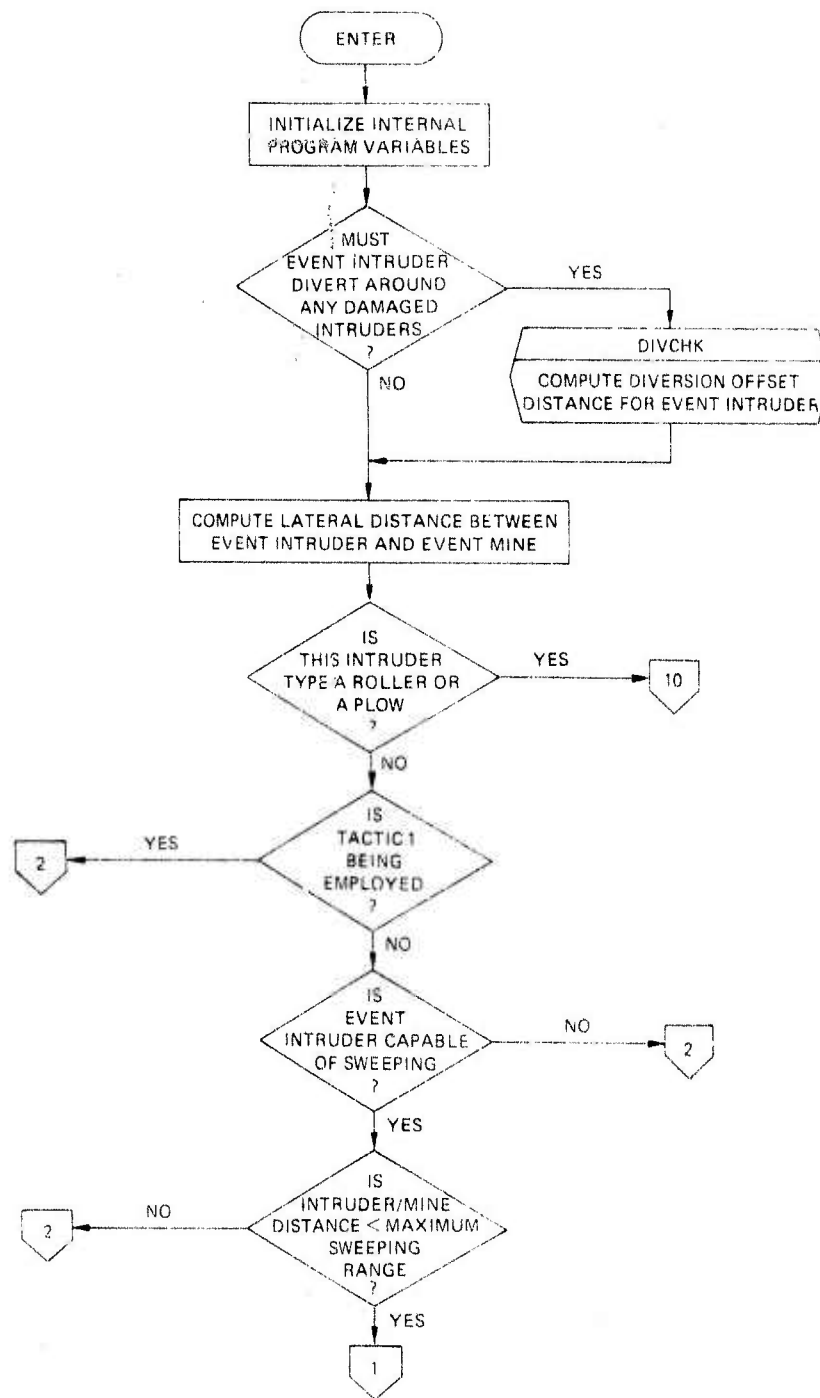 ENTER
INITIALIZE INTERNAL
PROGRAM VARIABLES
MUST
EVENT INTRUDER
DIVERT AROUND
ANY DAMAGED
INTRUDERS
?
YES
NO
DIVCHK
COMPUTE DIVERSION OFFSET
DISTANCE FOR EVENT INTRUDER
COMPUTE LATERAL DISTANCE BETWEEN
EVENT INTRUDER AND EVENT MINE
IS
THIS INTRUDER
TYPE A ROLLER OR
A PLOW
?
YES
10
NO
IS
TACTIC 1
BEING
EMPLOYED
?
YES
2
NO
IS
EVENT
INTRUDER CAPABLE
OF SWEEPING
?
NO
2
YES
IS
INTRUDER/MINE
DISTANCE < MAXIMUM
SWEEPING
RANGE
?
NO
2
YES
1